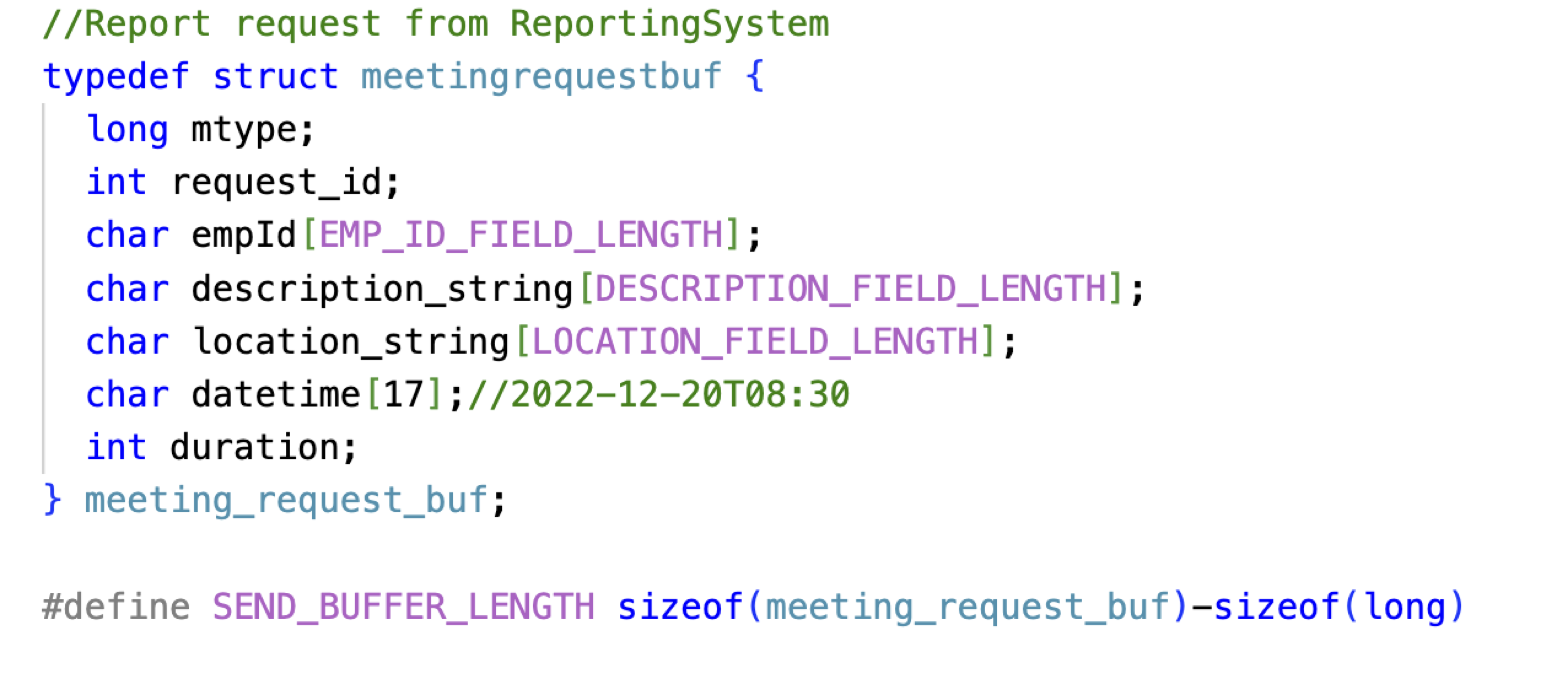 //Report request from ReportingSystem
typedef struct meetingrequestbuf {
  long mtype;
  int request_id;
  char empId[EMP_ID_FIELD_LENGTH];
  char description_string[DESCRIPTION_FIELD_LENGTH];
  char location_string[LOCATION_FIELD_LENGTH];
  char datetime[17];//2022-12-20T08:30
  int duration;
} meeting_request_buf;
#define SEND_BUFFER_LENGTH sizeof(meeting_request_buf)-sizeof(long)